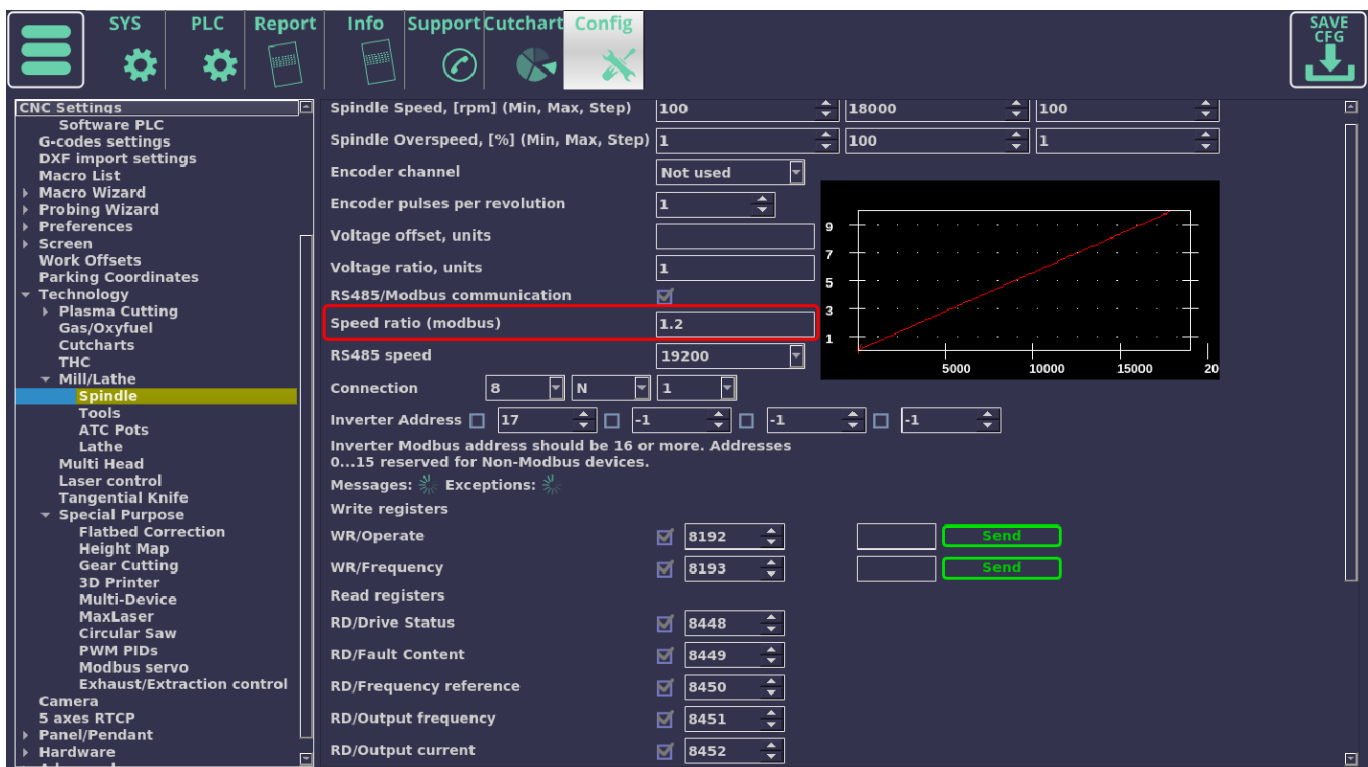 SYS PLC Report Info Support Cutchart Config SAVE CFG
CNC Settings
Software PLC
G-codes settings
DXF import settings
Macro List
Macro Wizard
Probing Wizard
Preferences
Screen
Work Offsets
Parking Coordinates
Technology
Plasma Cutting
Gas/Oxyfuel
Cutcharts
THC
Mill/Lathe
Spindle
Tools
ATC Pots
Lathe
Multi Head
Laser control
Tangential Knife
Special Purpose
Flatbed Correction
Height Map
Gear Cutting
3D Printer
Multi-Device
MaxLaser
Circular Saw
PWM PIDs
Modbus servo
Exhaust/Extraction control
Camera
5 axes RTCP
Panel/Pendant
Hardware
Spindle Speed, [rpm] (Min, Max, Step) 100 18000 100
Spindle Overspeed, [%] (Min, Max, Step) 1 100 1
Encoder channel Not used
Encoder pulses per revolution 1
Voltage offset, units
Voltage ratio, units 1
RS485/Modbus communication
Speed ratio (modbus) 1.2
RS485 speed 19200
Connection 8 N 1
Inverter Address 17 -1 -1 -1
Inverter Modbus address should be 16 or more. Addresses
0...15 reserved for Non-Modbus devices.
Messages: Exceptions:
Write registers
WR/Operate 8192 Send
WR/Frequency 8193 Send
Read registers
RD/Drive Status 8448
RD/Fault Content 8449
RD/Frequency reference 8450
RD/Output frequency 8451
RD/Output current 8452
9
7
5
3
1
5000 10000 15000 20